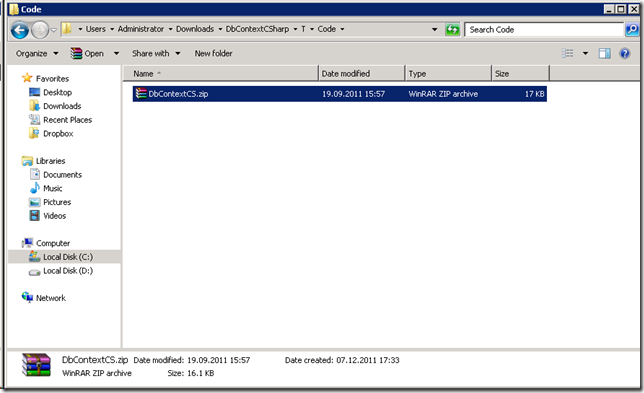 Code
Users ▸ Administrator ▸ Downloads ▸ DbContextCSharp ▸ T ▸ Code ▸
Search Code
Organize Open Share with New folder
Name Date modified Type Size
DbContextCS.zip 19.09.2011 15:57 WinRAR ZIP archive 17 KB
Favorites
Desktop
Downloads
Recent Places
Dropbox
Libraries
Documents
Music
Pictures
Videos
Computer
Local Disk (C:)
Local Disk (D:)
Network
DbContextCS.zip Date modified: 19.09.2011 15:57 Date created: 07.12.2011 17:33
WinRAR ZIP archive Size: 16.1 KB